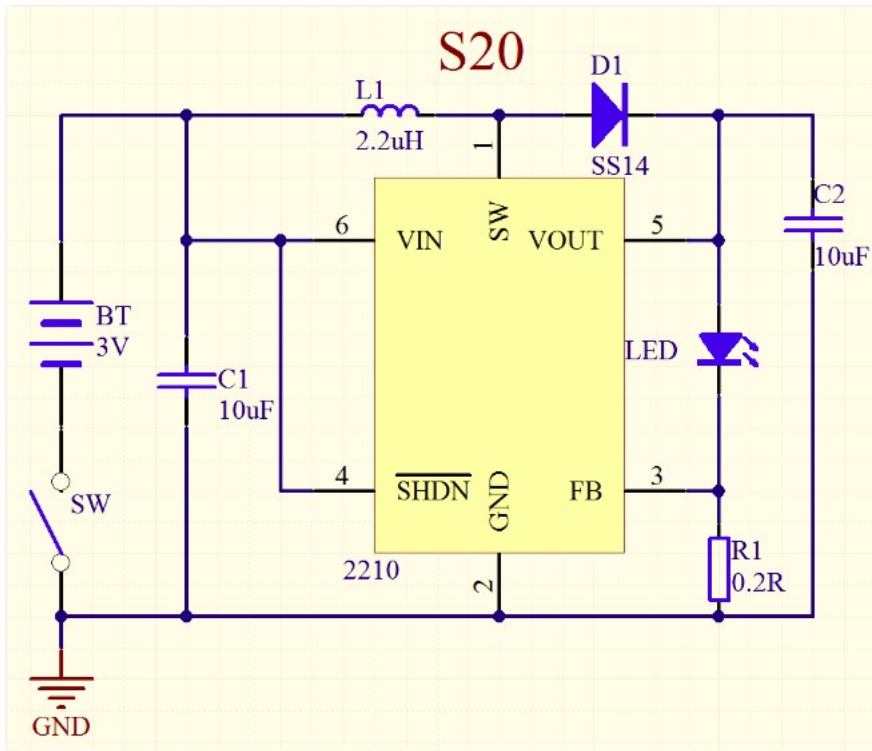 S20
L1
2.2uH
D1
SS14
1
SW
C2
10uF
6
VIN
VOUT
5
BT
3V
C1
10uF
LED
SW
4
SHDN
GND
FB
3
2210
2
R1
0.2R
GND